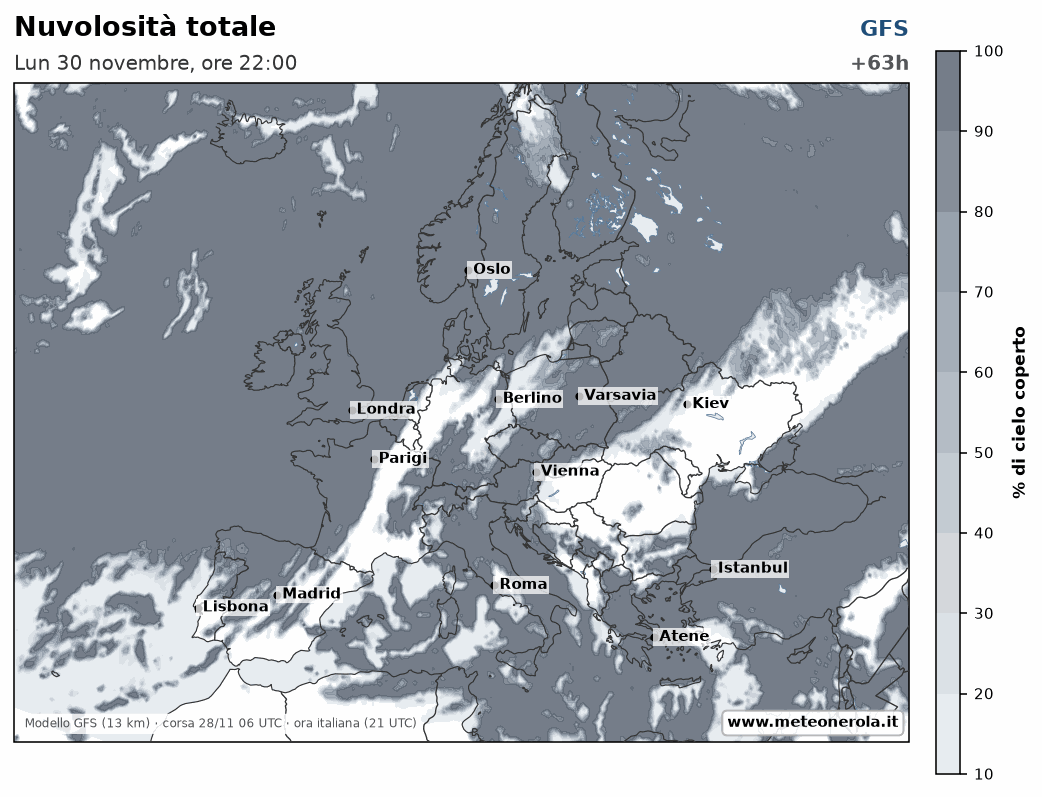 Nuvolosità totale
GFS
Lun 30 novembre, ore 22:00
+63h
100
90
80
70
60
50
40
30
20
10
% di cielo coperto
Oslo
Londra
Berlino
Varsavia
Kiev
Parigi
Vienna
Madrid
Lisbona
Roma
Istanbul
Atene
Modello GFS (13 km) · corsa 28/11 06 UTC · ora italiana (21 UTC)
www.meteonerola.it